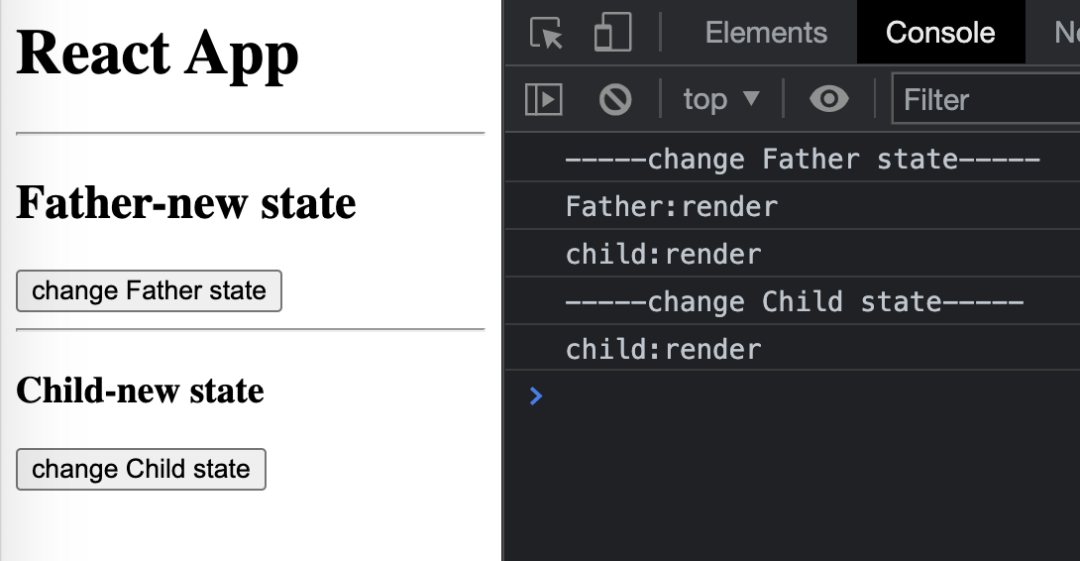 React App
Father-new state
change Father state
Child-new state
change Child state
Elements Console
top ▼ Filter
-----change Father state-----
Father:render
child:render
-----change Child state-----
child:render